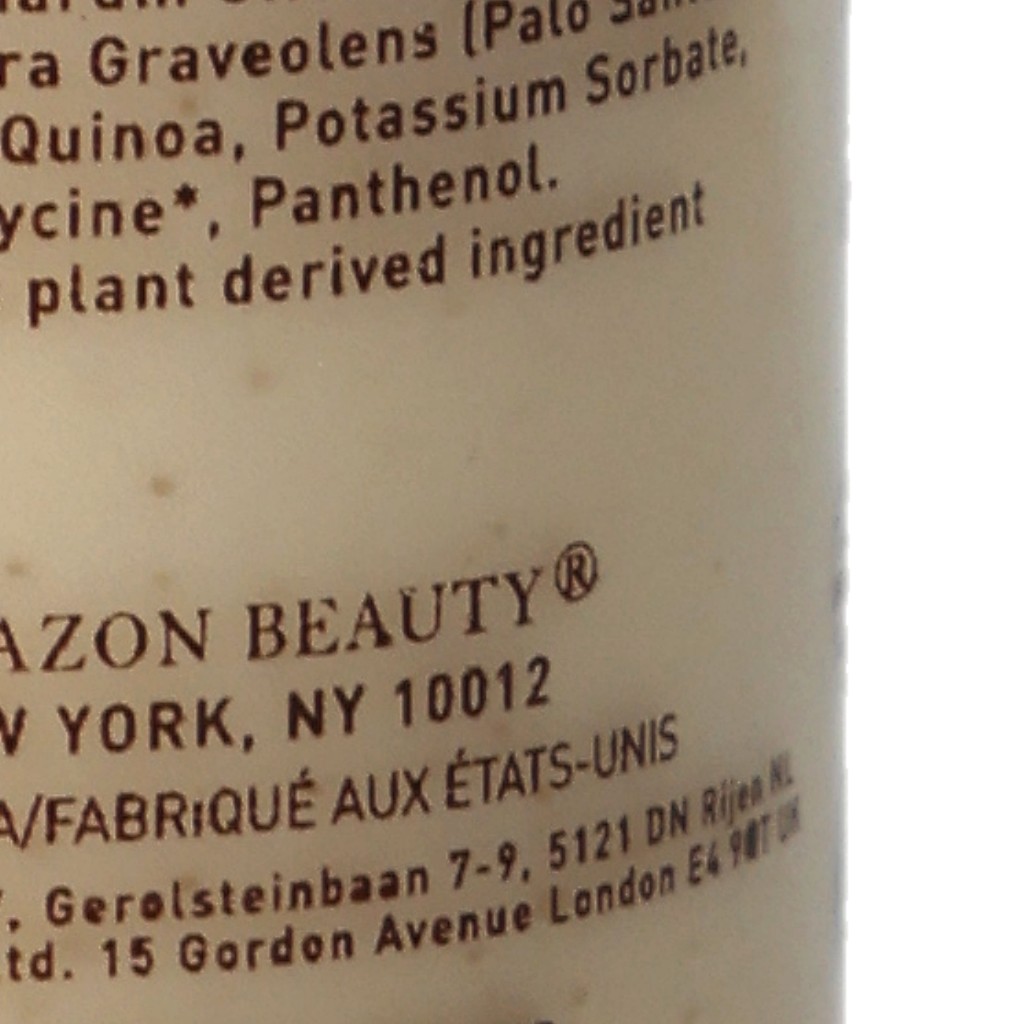 ra Graveolens (Palo
Quinoa, Potassium Sorbate,
ycine*, Panthenol.
plant derived ingredient
AZON BEAUTY®
W YORK, NY 10012
A/FABRiQUÉ AUX ÉTATS-UNIS
, Gerolsteinbaan 7-9, 5121 DN Rijen NL
td. 15 Gordon Avenue London E4 9QT UK